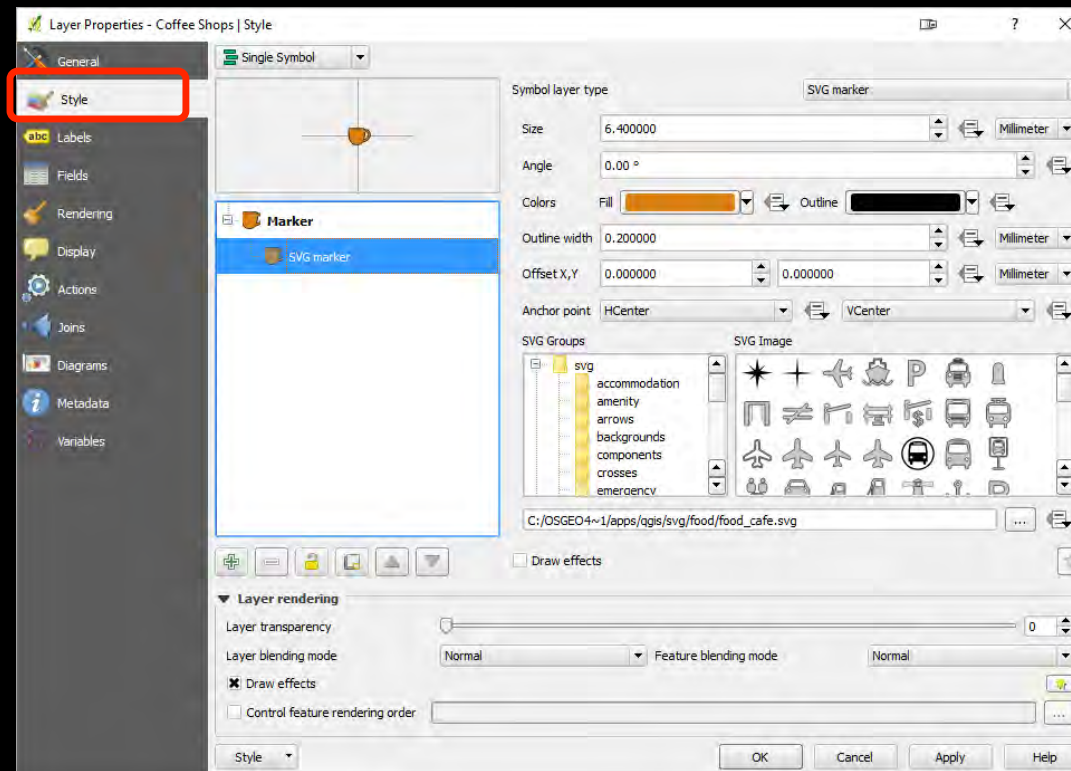 Layer Properties - Coffee Shops | Style
?
General
Style
abc Labels
Fields
Rendering
Display
Actions
Joins
Diagrams
i Metadata
Variables
Single Symbol
Marker
SVG marker
Symbol layer type SVG marker
Size 6.400000 Millimeter
Angle 0.00 °
Colors Fill Outline
Outline width 0.200000 Millimeter
Offset X,Y 0.000000 0.000000 Millimeter
Anchor point HCenter VCenter
SVG Groups SVG Image
svg
accommodation
amenity
arrows
backgrounds
components
crosses
emergency
C:/OSGEO4~1/apps/qgis/svg/food/food_cafe.svg ...
Draw effects
Layer rendering
Layer transparency 0
Layer blending mode Normal Feature blending mode Normal
Draw effects
Control feature rendering order ...
Style OK Cancel Apply Help